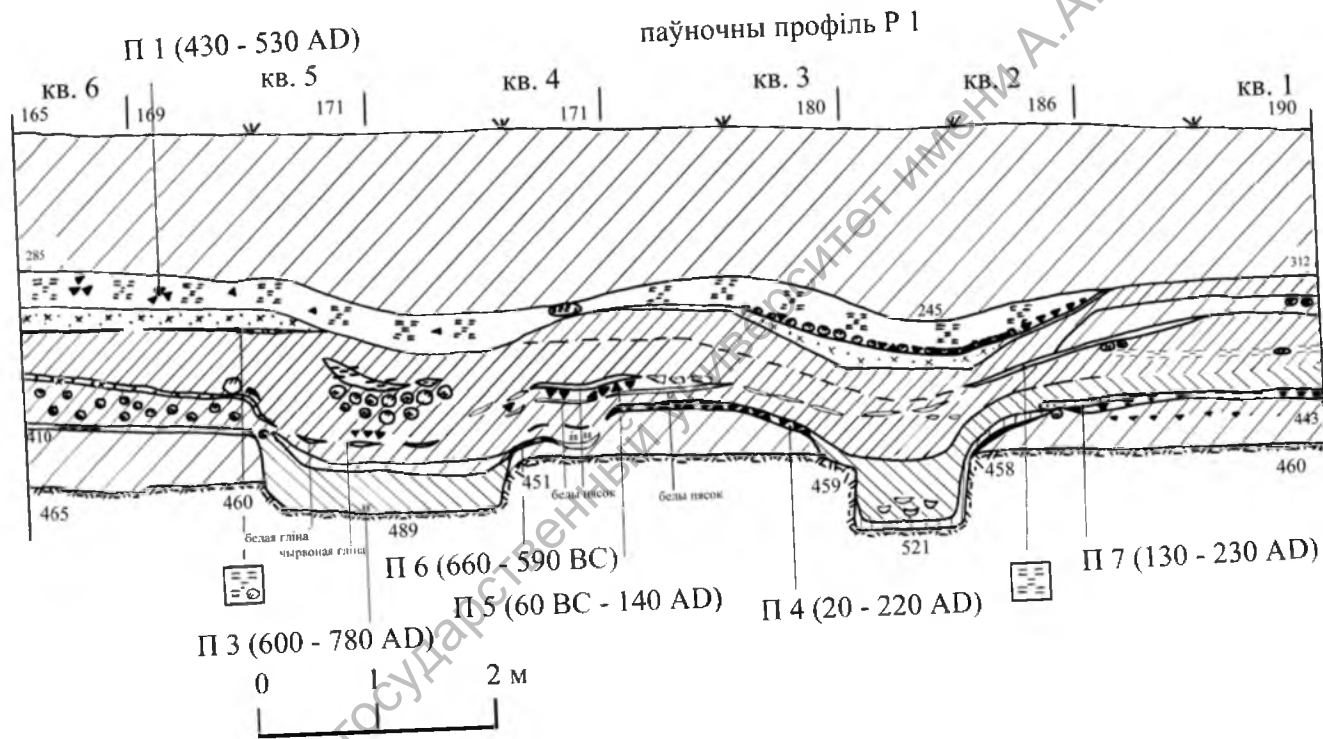 паўночны профіль Р 1
П 1 (430 - 530 AD)
кв. 6 кв. 5 кв. 4 кв. 3 кв. 2 кв. 1
165 169 171 171 180 186 190
285 245 312
410 443
465 460 489 451 459 458 460
521
белая гліна
чырвоная гліна
белы пясок белы пясок
П 6 (660 - 590 BC)
П 5 (60 BC - 140 AD)
П 4 (20 - 220 AD)
П 7 (130 - 230 AD)
П 3 (600 - 780 AD)
0 1 2 м
государственный университет имени А.А.